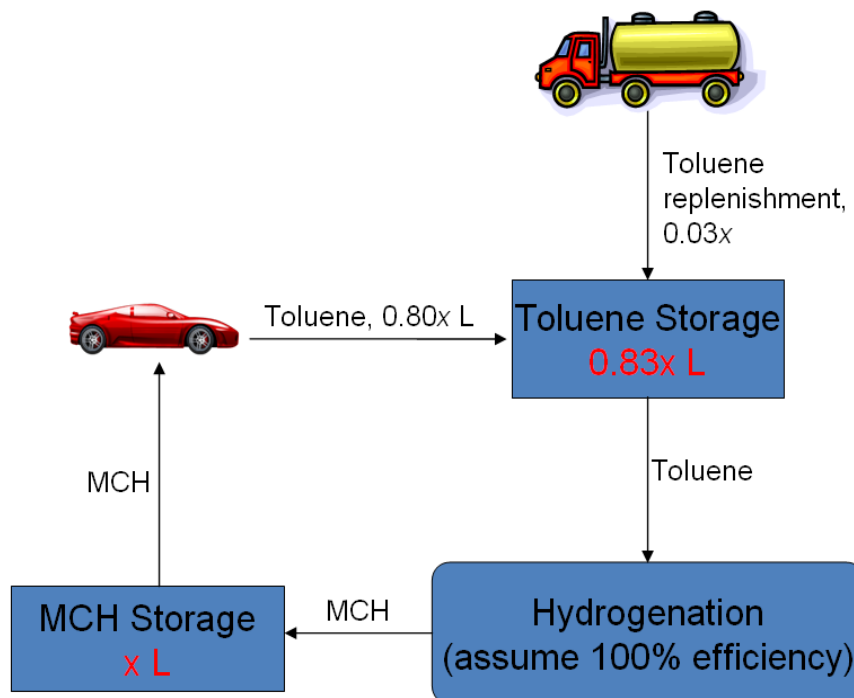 Toluene
replenishment,
0.03x
Toluene, 0.80x L
Toluene Storage
0.83x L
MCH
Toluene
MCH Storage
x L
MCH
Hydrogenation
(assume 100% efficiency)